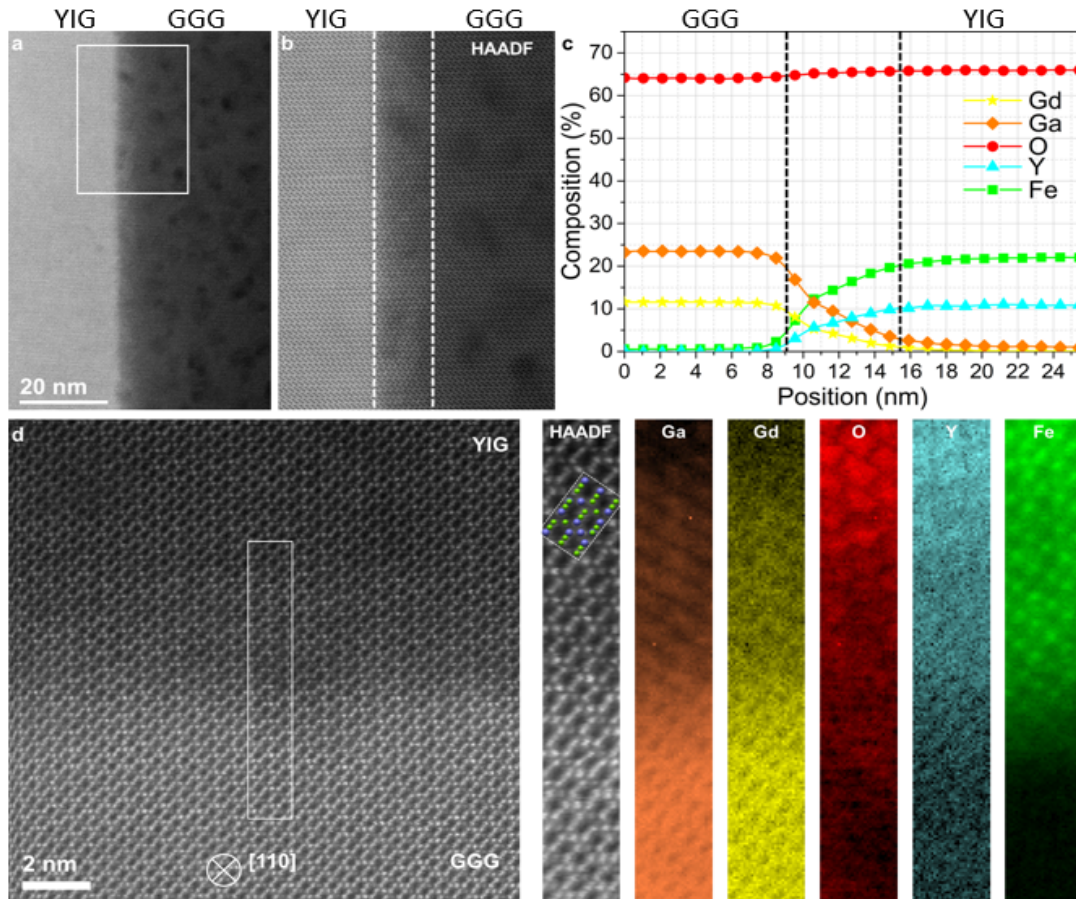 YIG GGG
a
20 nm
YIG GGG
b HAADF
GGG YIG
c
Composition (%)
70
60
50
40
30
20
10
0
Gd
Ga
O
Y
Fe
0 2 4 6 8 10 12 14 16 18 20 22 24
Position (nm)
d YIG
2 nm
[110]
GGG
HAADF
Ga
Gd
O
Y
Fe